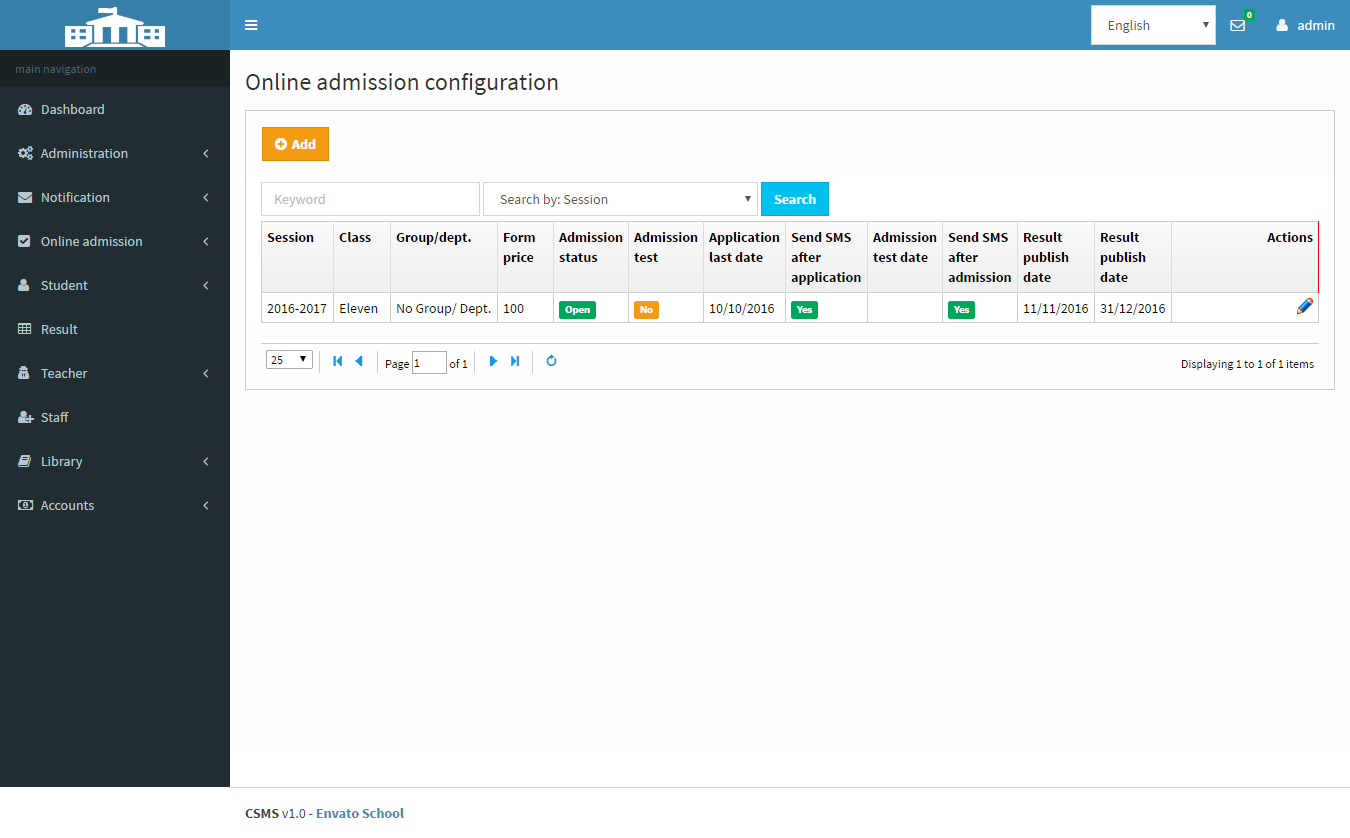 English
0
admin
main navigation
Dashboard
Administration
Notification
Online admission
Student
Result
Teacher
Staff
Library
Accounts
Online admission configuration
Add
Keyword
Search by: Session
Search
Session Class Group/dept. Form price Admission status Admission test Application last date Send SMS after application Admission test date Send SMS after admission Result publish date Result publish date Actions
2016-2017 Eleven No Group/ Dept. 100 Open No 10/10/2016 Yes Yes 11/11/2016 31/12/2016
25 Page 1 of 1 Displaying 1 to 1 of 1 items
CSMS v1.0 - Envato School